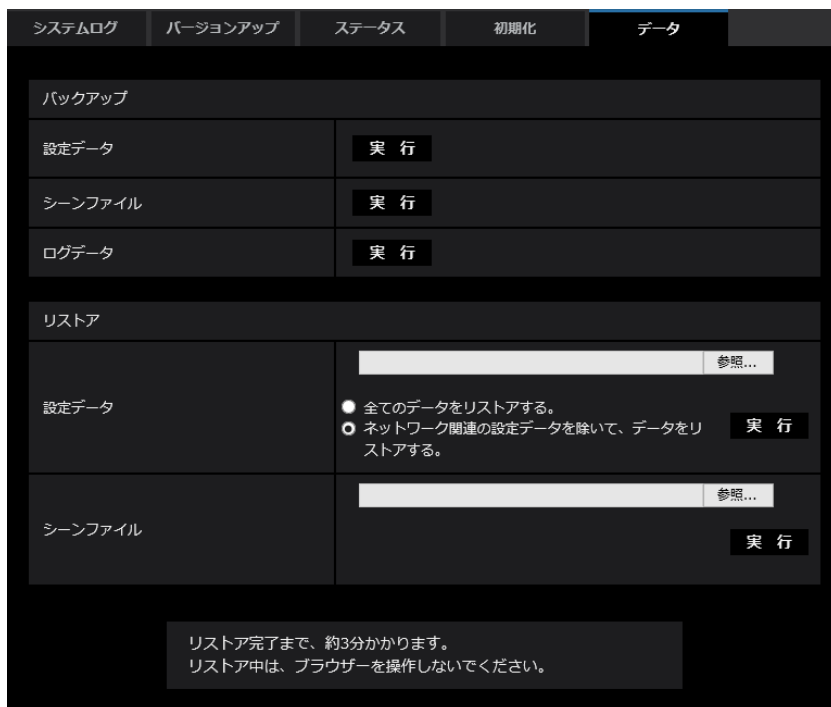 システムログ バージョンアップ ステータス 初期化 データ
バックアップ
設定データ 実 行
シーンファイル 実 行
ログデータ 実 行
リストア
参照...
設定データ
全てのデータをリストアする。
ネットワーク関連の設定データを除いて、データをリ
ストアする。
実 行
参照...
シーンファイル
実 行
リストア完了まで、約3分かかります。
リストア中は、ブラウザーを操作しないでください。